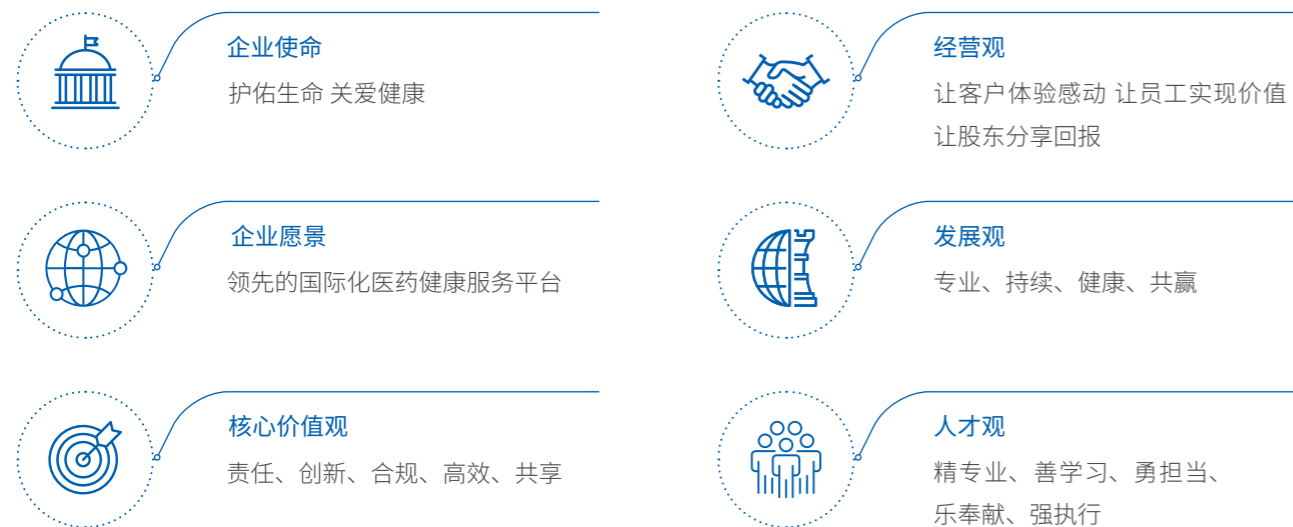 企业使命
护佑生命 关爱健康
经营观
让客户体验感动 让员工实现价值
让股东分享回报
企业愿景
领先的国际化医药健康服务平台
发展观
专业、持续、健康、共赢
核心价值观
责任、创新、合规、高效、共享
人才观
精专业、善学习、勇担当、
乐奉献、强执行